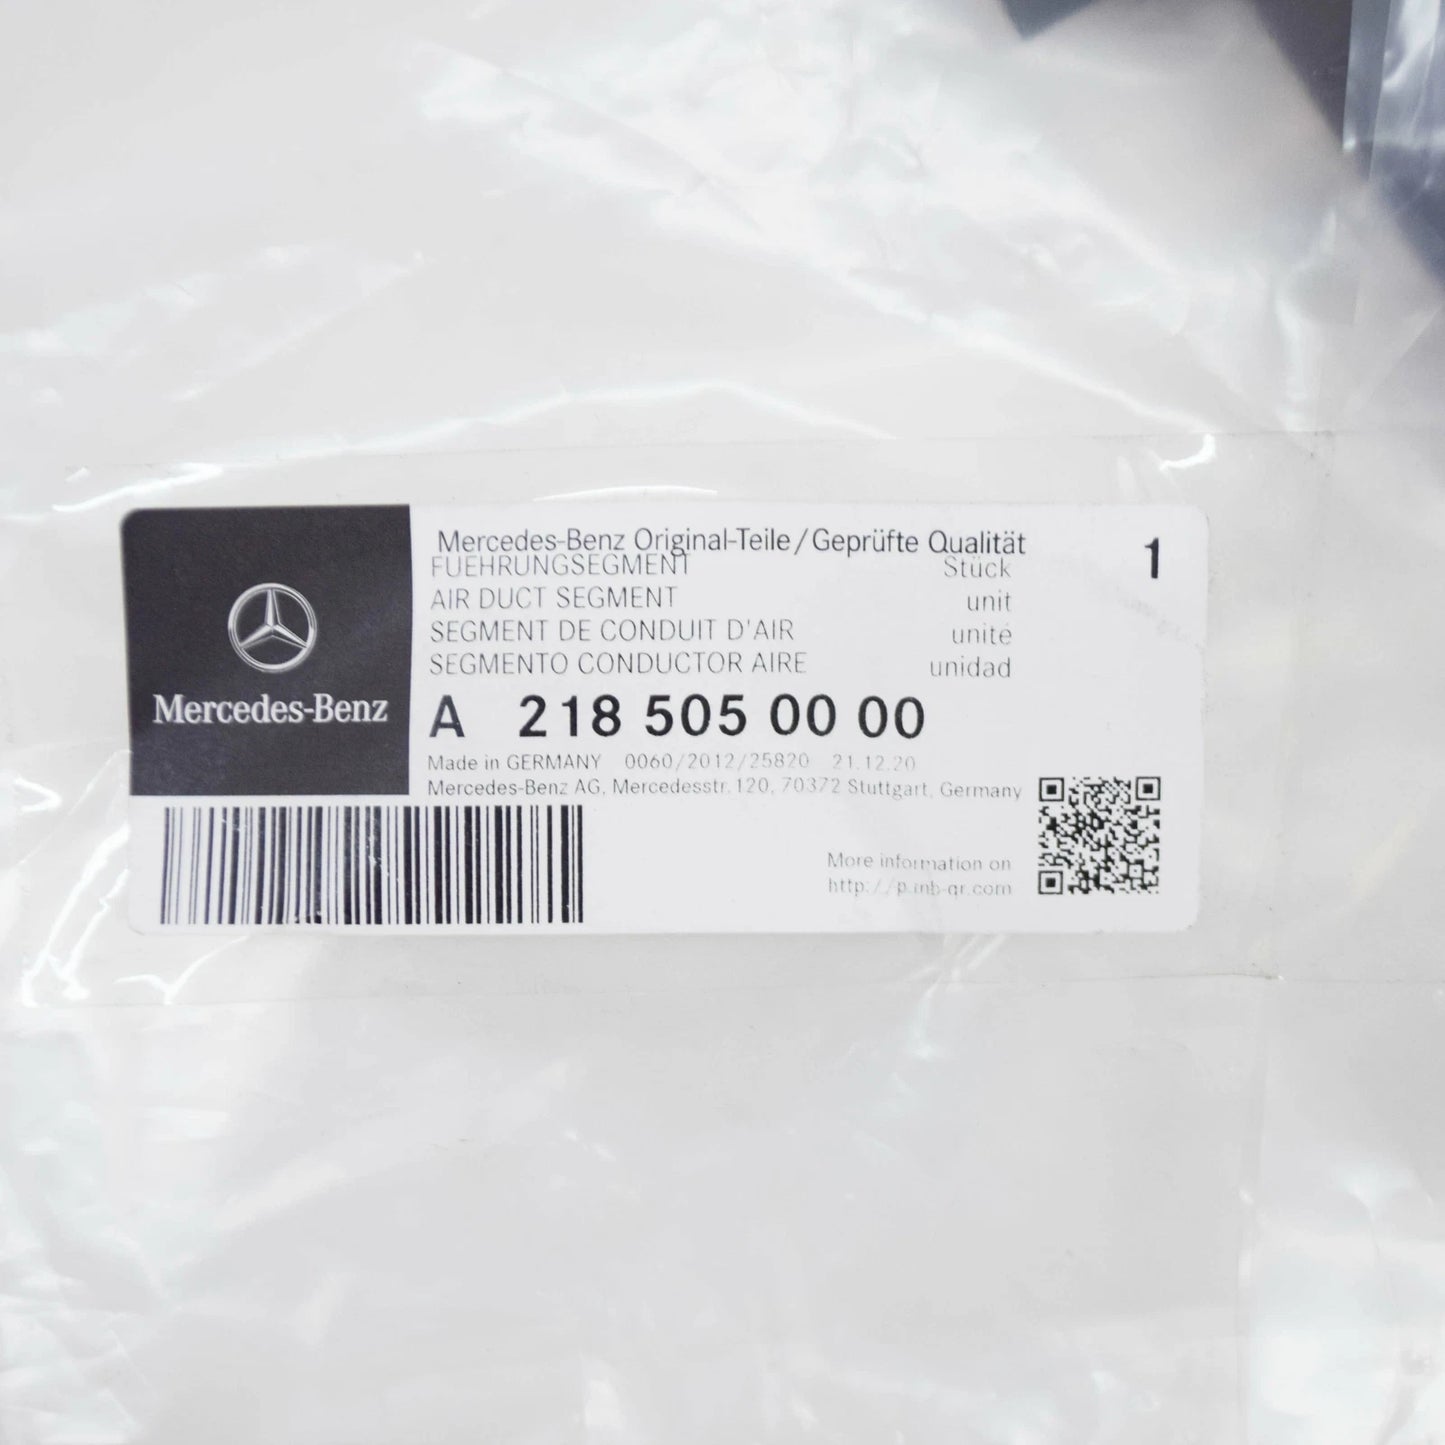 Mercedes-Benz
Mercedes-Benz Original-Teile/Geprüfte Qualität 1
FUEHRUNGSEGMENT Stück
AIR DUCT SEGMENT unit
SEGMENT DE CONDUIT D'AIR unité
SEGMENTO CONDUCTOR AIRE unidad
A 218 505 00 00
Made in GERMANY 0060/2012/25820 21.12.20
Mercedes-Benz AG, Mercedesstr. 120, 70372 Stuttgart, Germany
More information on
http://p.mb-qr.com